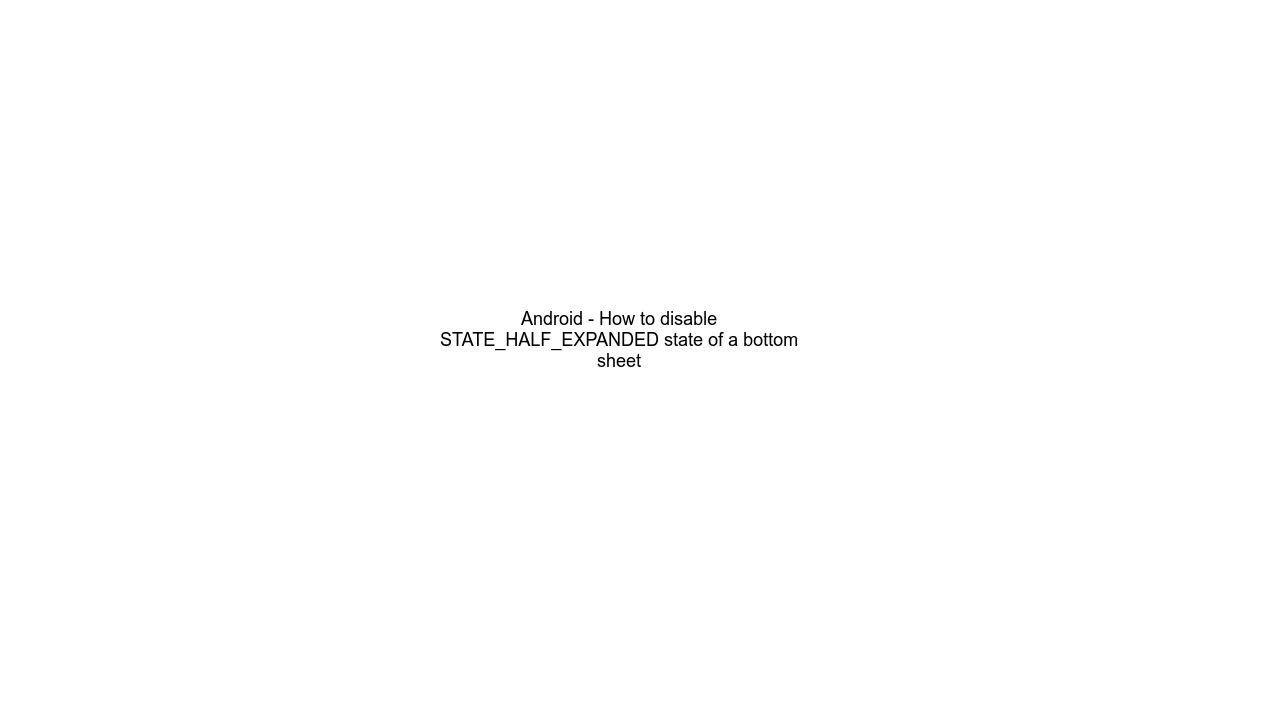 Android - How to disable
STATE_HALF_EXPANDED state of a bottom
sheet